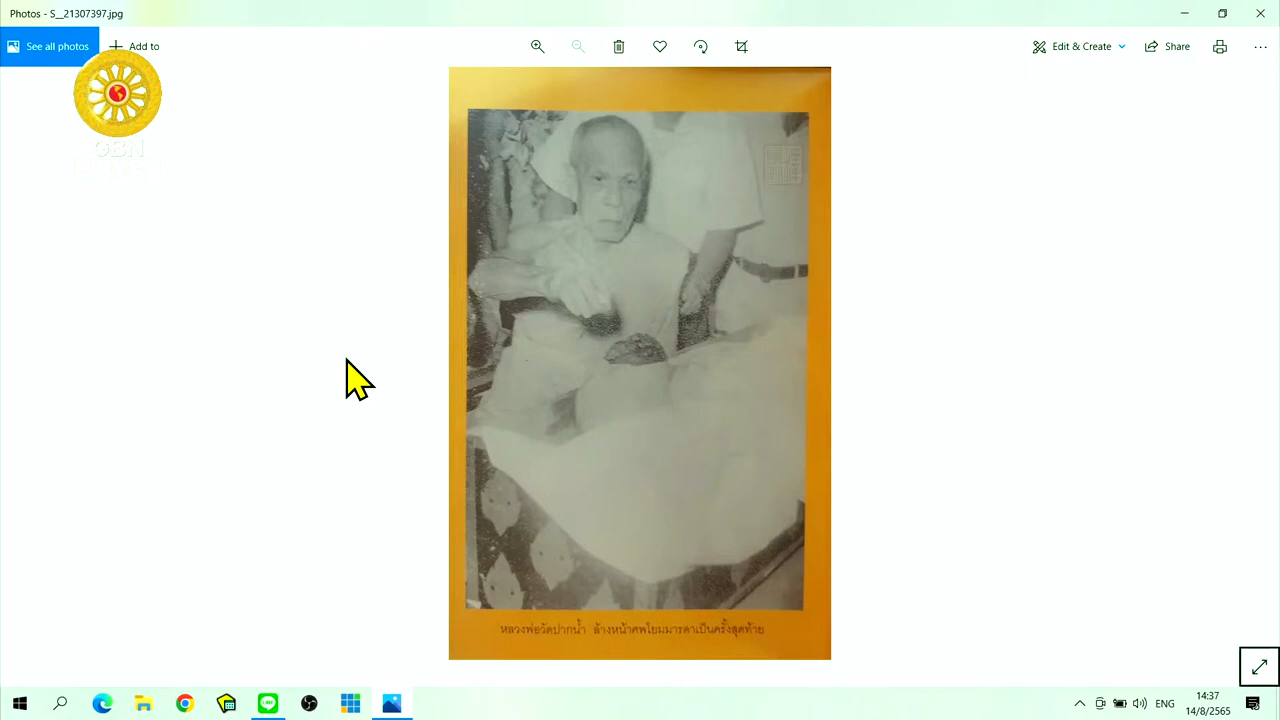 Photos - S__21307397.jpg
See all photos
Add to
Edit & Create
Share
GBN
หลวงพ่อวัดปากน้ำ ล้างหน้าศพโยมมารดาเป็นครั้งสุดท้าย
ENG
14:37
14/8/2565